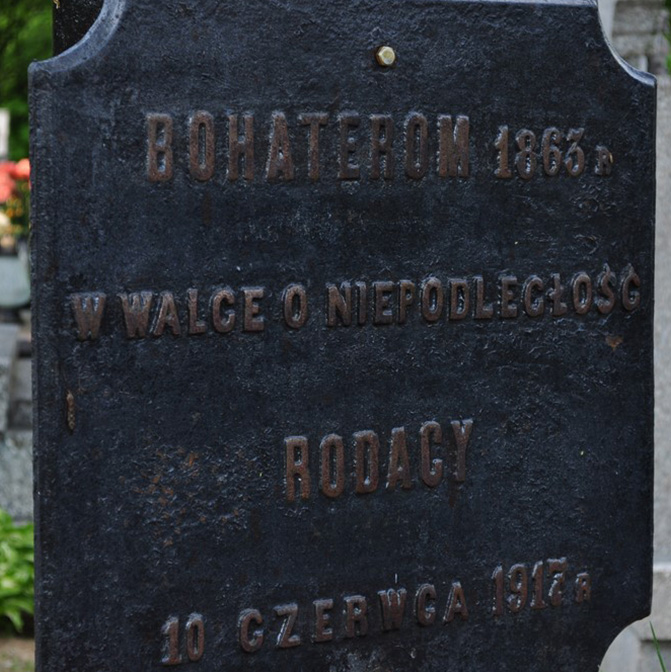 BOHATEROM 1863 R
W WALCE O NIEPODLEGŁOŚĆ
RODACY
10 CZERWCA 1917 R